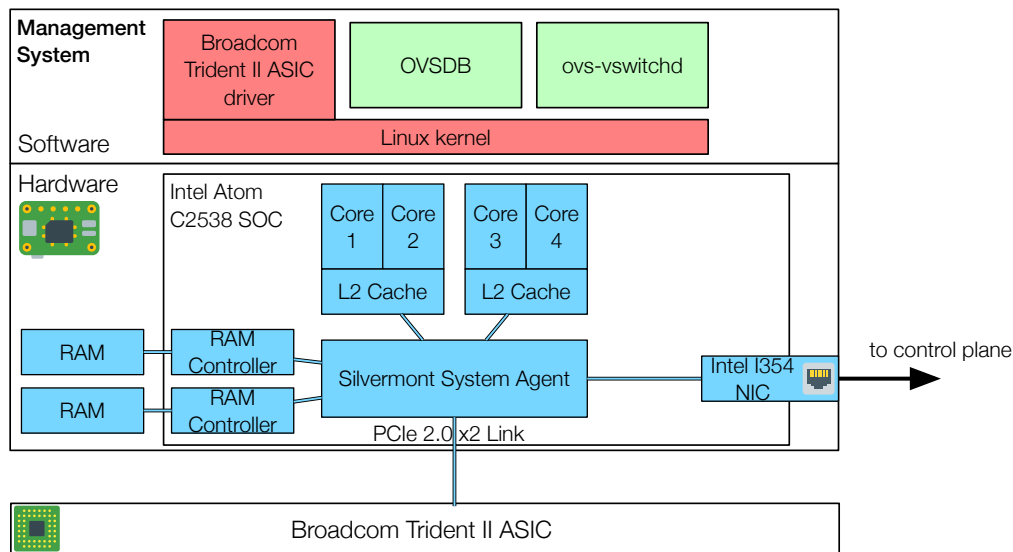 Management
System
Broadcom
Trident II ASIC
driver
OVSDB
ovs-vswitchd
Software
Linux kernel
Hardware
Intel Atom
C2538 SOC
Core
1
Core
2
Core
3
Core
4
L2 Cache
L2 Cache
RAM
RAM
Controller
Silvermont System Agent
Intel I354
NIC
to control plane
RAM
RAM
Controller
PCIe 2.0 x2 Link
Broadcom Trident II ASIC